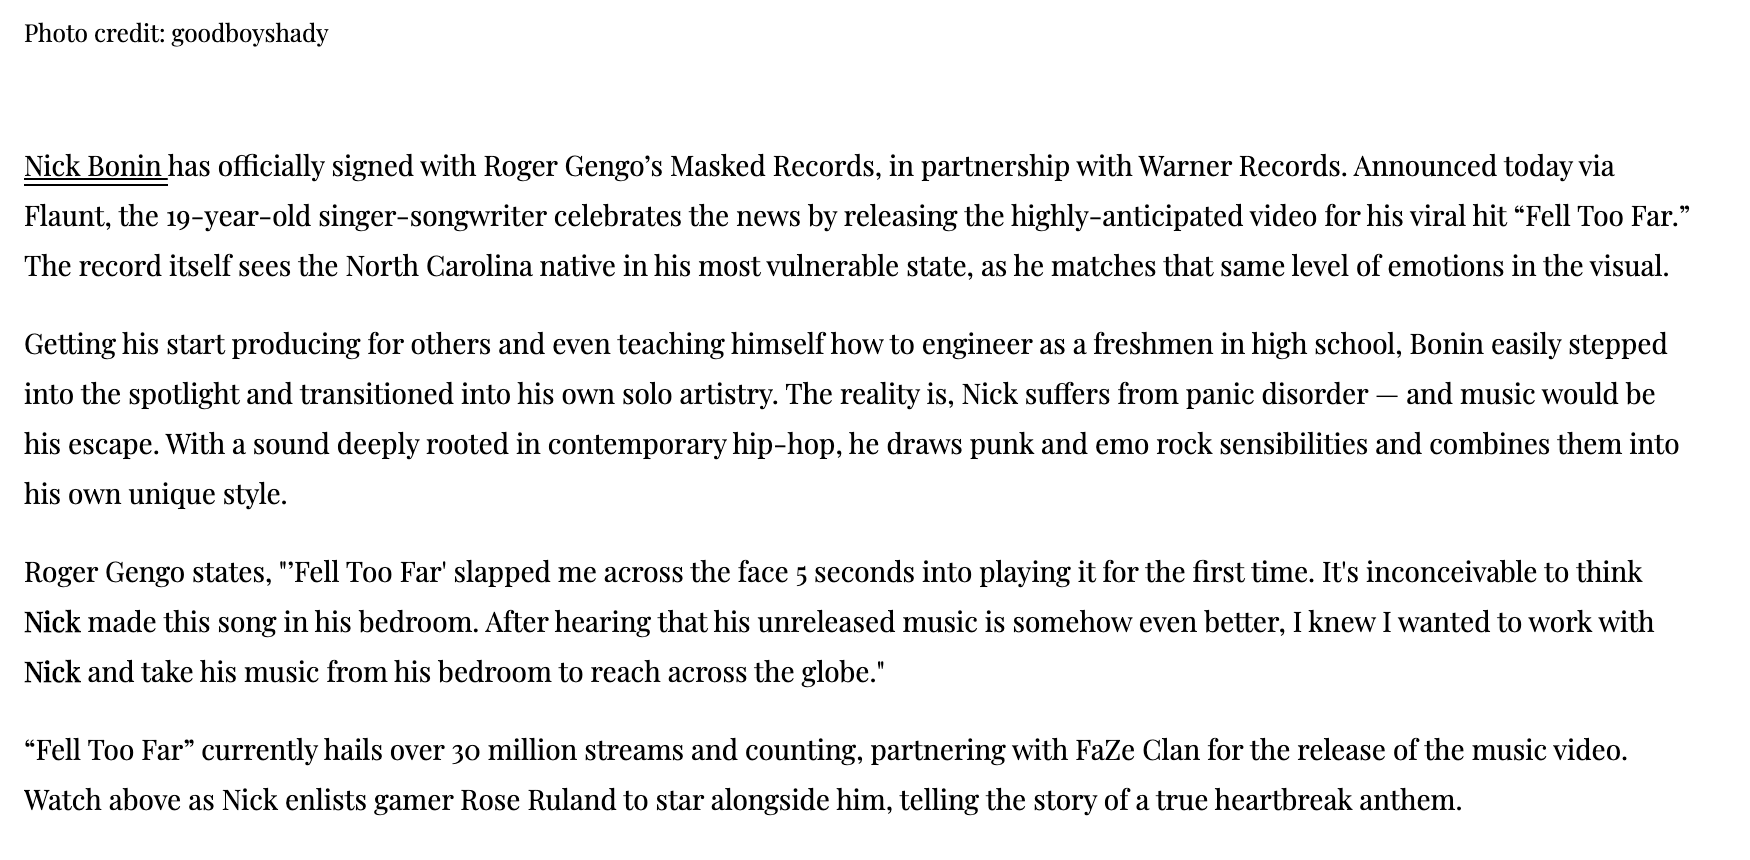 Photo credit: goodboyshady
Nick Bonin has officially signed with Roger Gengo’s Masked Records, in partnership with Warner Records. Announced today via
Flaunt, the 19-year-old singer-songwriter celebrates the news by releasing the highly-anticipated video for his viral hit “Fell Too Far.”
The record itself sees the North Carolina native in his most vulnerable state, as he matches that same level of emotions in the visual.
Getting his start producing for others and even teaching himself how to engineer as a freshmen in high school, Bonin easily stepped
into the spotlight and transitioned into his own solo artistry. The reality is, Nick suffers from panic disorder — and music would be
his escape. With a sound deeply rooted in contemporary hip-hop, he draws punk and emo rock sensibilities and combines them into
his own unique style.
Roger Gengo states, "’Fell Too Far' slapped me across the face 5 seconds into playing it for the first time. It's inconceivable to think
Nick made this song in his bedroom. After hearing that his unreleased music is somehow even better, I knew I wanted to work with
Nick and take his music from his bedroom to reach across the globe."
“Fell Too Far” currently hails over 30 million streams and counting, partnering with FaZe Clan for the release of the music video.
Watch above as Nick enlists gamer Rose Ruland to star alongside him, telling the story of a true heartbreak anthem.